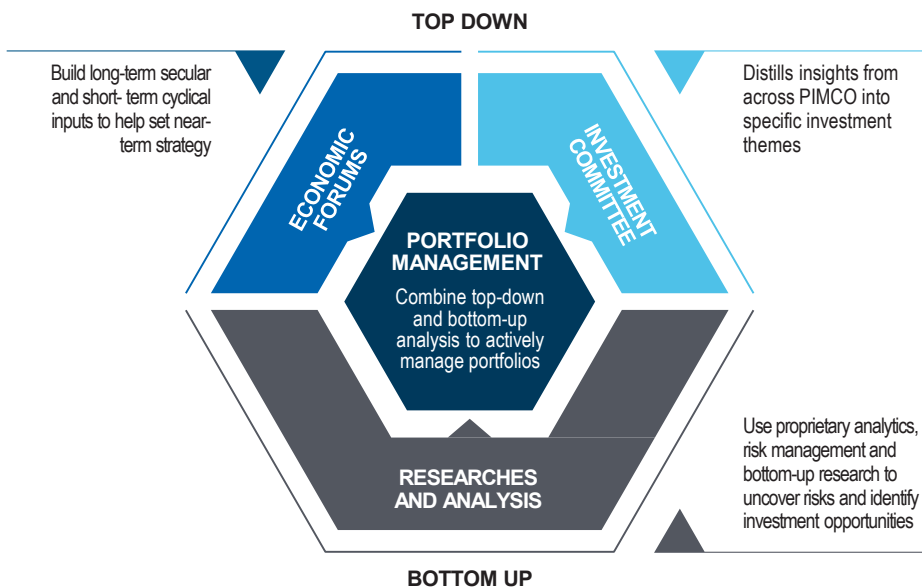 TOP DOWN
Build long-term secular
and short- term cyclical
inputs to help set near-
term strategy
Distills insights from
across PIMCO into
specific investment
themes
ECONOMIC
FORUMS
INVESTMENT
COMMITTEE
PORTFOLIO
MANAGEMENT
Combine top-down
and bottom-up
analysis to actively
manage portfolios
RESEARCHES
AND ANALYSIS
Use proprietary analytics,
risk management and
bottom-up research to
uncover risks and identify
investment opportunities
BOTTOM UP